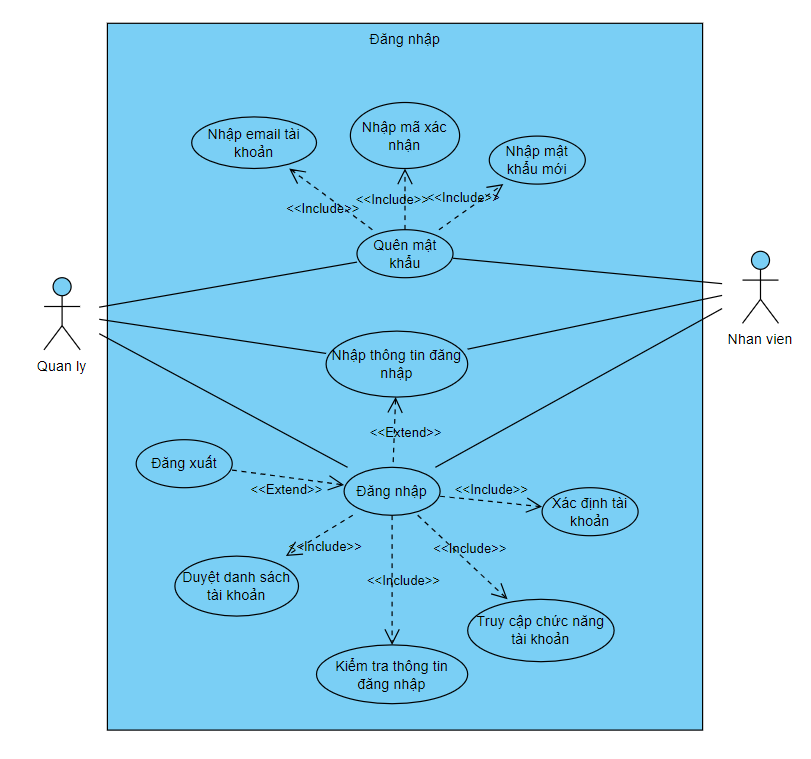 Đăng nhập
Nhập email tài
khoản
Nhập mã xác
nhận
Nhập mật
khẩu mới
<<Include>>
<<Include>>
<<Include>>
Quên mật
khẩu
Quan ly
Nhan vien
Nhập thông tin đăng
nhập
<<Extend>>
Đăng xuất
<<Extend>>
Đăng nhập
<<Include>>
Xác định tài
khoản
<<Include>>
<<Include>>
<<Include>>
Duyệt danh sách
tài khoản
Truy cập chức năng
tài khoản
Kiểm tra thông tin
đăng nhập